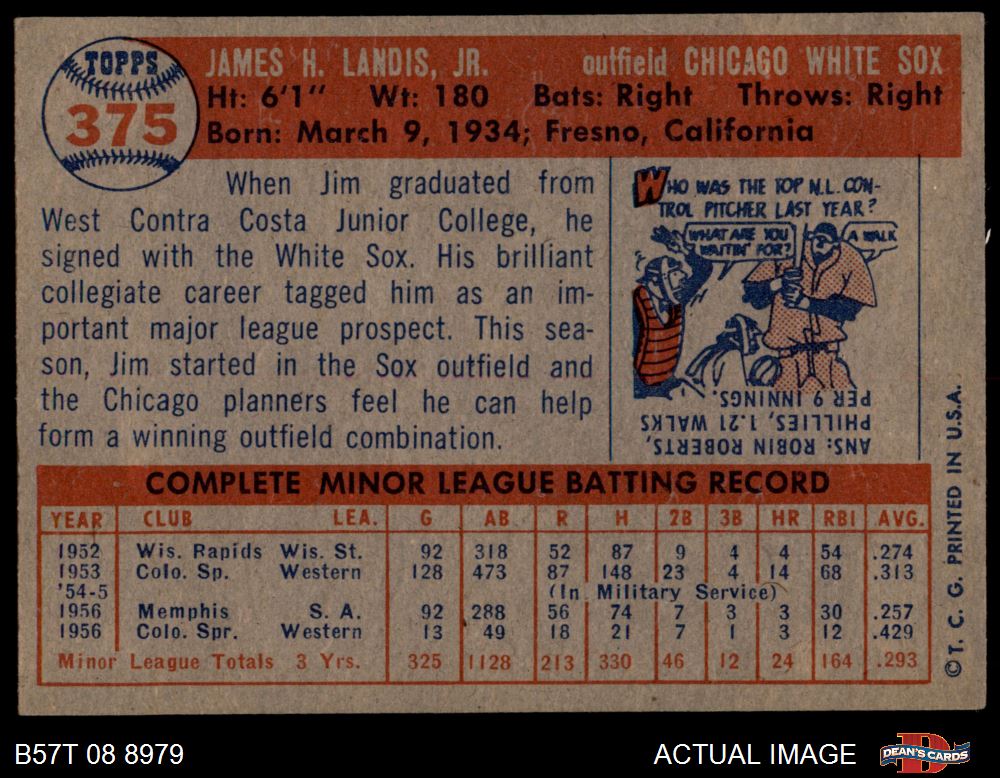 TOPPS
375
JAMES H. LANDIS, JR. outfield CHICAGO WHITE SOX
Ht: 6'1" Wt: 180 Bats: Right Throws: Right
Born: March 9, 1934; Fresno, California
When Jim graduated from
West Contra Costa Junior College, he
signed with the White Sox. His brilliant
collegiate career tagged him as an im-
portant major league prospect. This sea-
son, Jim started in the Sox outfield and
the Chicago planners feel he can help
form a winning outfield combination.
WHO WAS THE TOP N.L. CON-
TROL PITCHER LAST YEAR?
WHAT ARE YOU
WAITIN' FOR?
A WALK
ANS: ROBIN ROBERTS,
PHILLIES, 1.21 WALKS
PER 9 INNINGS.
COMPLETE MINOR LEAGUE BATTING RECORD
YEAR CLUB LEA. G AB R H 2B 3B HR RBI AVG.
1952 Wis. Rapids Wis. St. 92 318 52 87 9 4 4 54 .274
1953 Colo. Sp. Western 128 473 87 148 23 4 14 68 .313
'54-5 (In Military Service)
1956 Memphis S. A. 92 288 56 74 7 3 3 30 .257
1956 Colo. Spr. Western 13 49 18 21 7 1 3 12 .429
Minor League Totals 3 Yrs. 325 1128 213 330 46 12 24 164 .293
© T. C. G. PRINTED IN U.S.A.
B57T 08 8979
ACTUAL IMAGE
D
DEAN'S CARDS